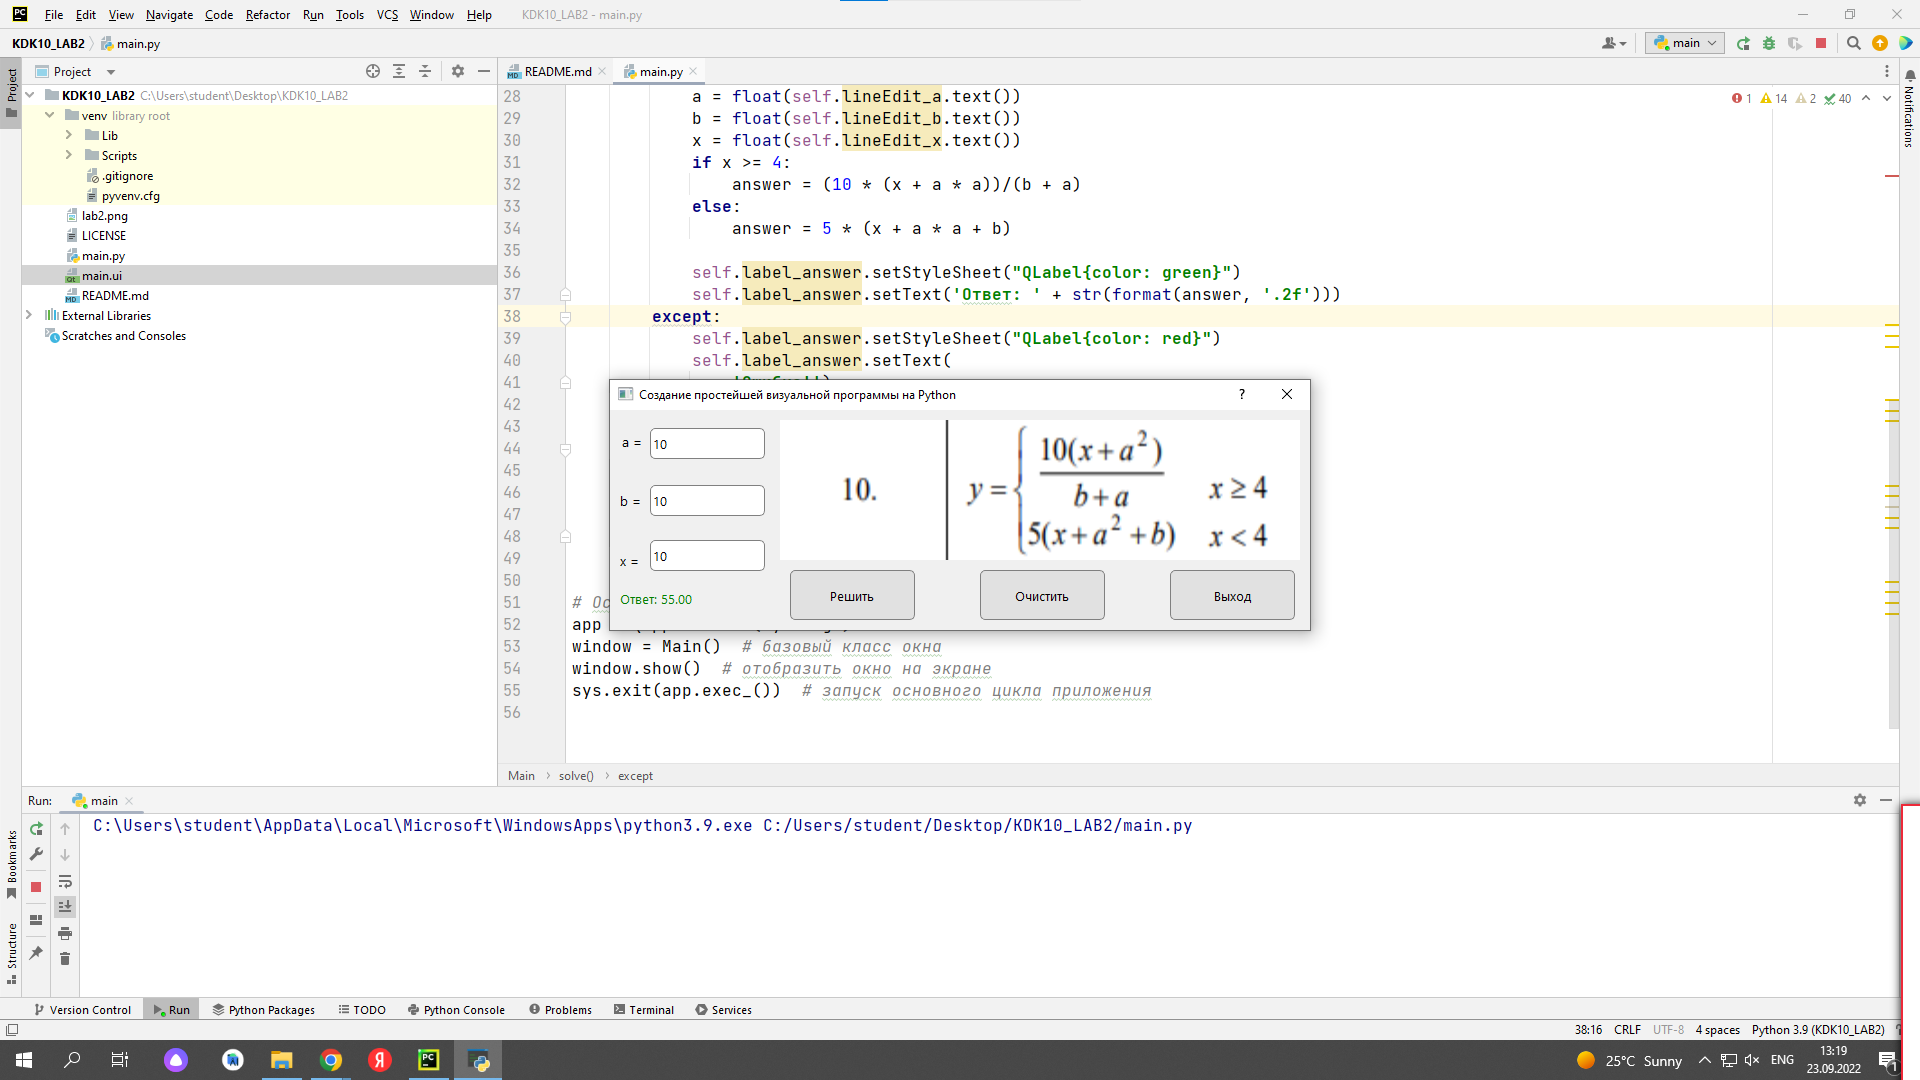 File Edit View Navigate Code Refactor Run Tools VCS Window Help KDK10_LAB2 - main.py
KDK10_LAB2 main.py main
Project README.md main.py
KDK10_LAB2 C:\Users\student\Desktop\KDK10_LAB2
venv library root
Lib
Scripts
.gitignore
pyvenv.cfg
lab2.png
LICENSE
main.py
main.ui
README.md
External Libraries
Scratches and Consoles
Project
Bookmarks
Structure
Notifications
1 14 2 40
28 a = float(self.lineEdit_a.text())
29 b = float(self.lineEdit_b.text())
30 x = float(self.lineEdit_x.text())
31 if x >= 4:
32 answer = (10 * (x + a * a))/(b + a)
33 else:
34 answer = 5 * (x + a * a + b)
35
36 self.label_answer.setStyleSheet("QLabel{color: green}")
37 self.label_answer.setText('Ответ: ' + str(format(answer, '.2f')))
38 except:
39 self.label_answer.setStyleSheet("QLabel{color: red}")
40 self.label_answer.setText(
41
42
43
44
45
46
47
48
49
50
51 # Ос
52 app
53 window = Main() # базовый класс окна
54 window.show() # отобразить окно на экране
55 sys.exit(app.exec_()) # запуск основного цикла приложения
56
Создание простейшей визуальной программы на Python ?
a = 10
b = 10
x = 10
Ответ: 55.00
10.
y = { 10(x+a²)
b+a x ≥ 4
5(x+a²+b) x < 4
Решить Очистить Выход
Main solve() except
Run: main
C:\Users\student\AppData\Local\Microsoft\WindowsApps\python3.9.exe C:/Users/student/Desktop/KDK10_LAB2/main.py
Version Control Run Python Packages TODO Python Console Problems Terminal Services
38:16 CRLF UTF-8 4 spaces Python 3.9 (KDK10_LAB2)
25°C Sunny ENG 13:19
23.09.2022
1